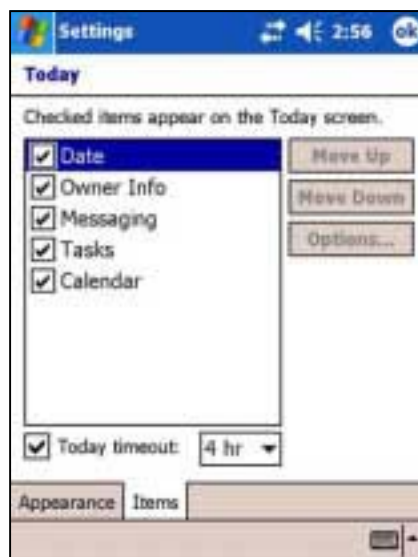 Settings 2:56 ok
Today
Checked items appear on the Today screen.
Date
Owner Info
Messaging
Tasks
Calendar
Move Up
Move Down
Options...
Today timeout: 4 hr
Appearance Items